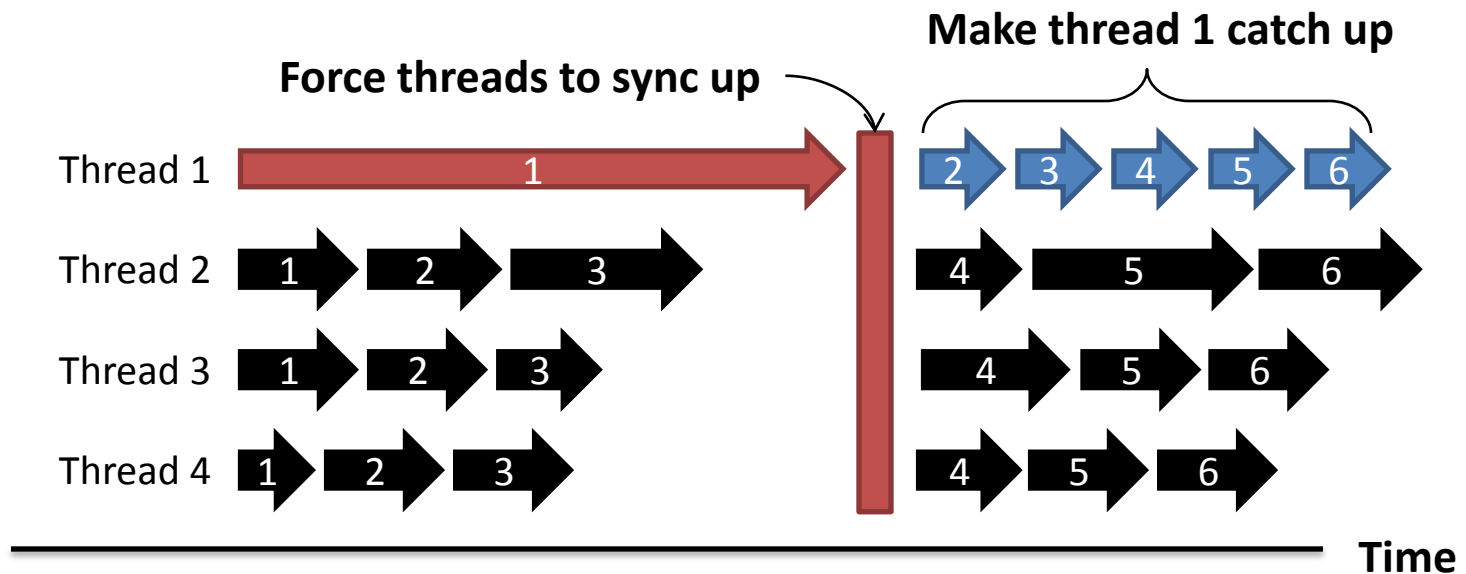 Make thread 1 catch up
Force threads to sync up
Thread 1 1 2 3 4 5 6
Thread 2 1 2 3 4 5 6
Thread 3 1 2 3 4 5 6
Thread 4 1 2 3 4 5 6
Time